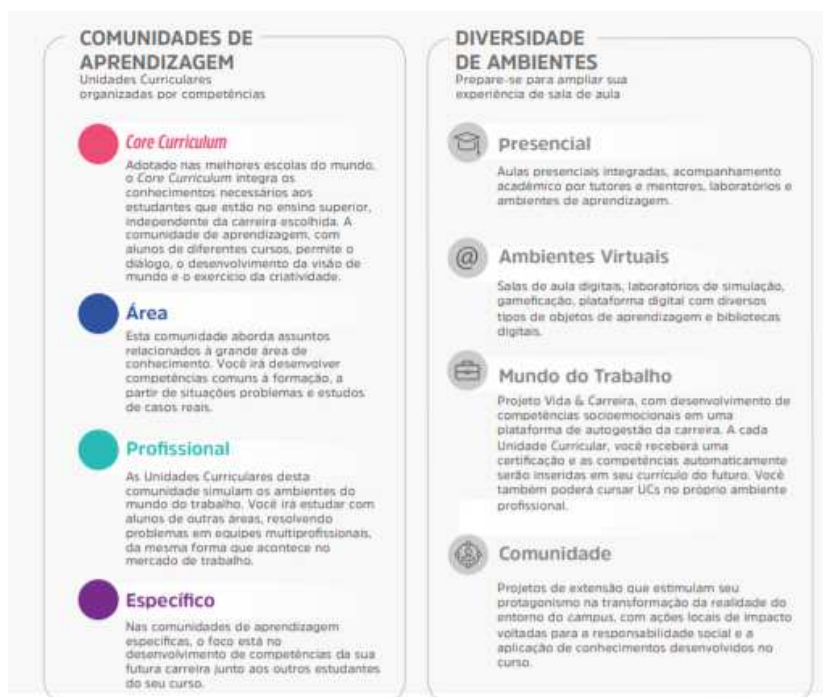 COMUNIDADES DE
APRENDIZAGEM
Unidades Curriculares
organizadas por competências
Core Curriculum
Adotado nas melhores escolas do mundo,
o Core Curriculum integra os
conhecimentos necessários aos
estudantes que estão no ensino superior,
independente da carreira escolhida. A
comunidade de aprendizagem, com
alunos de diferentes cursos, permite o
diálogo, o desenvolvimento da visão de
mundo e o exercício da criatividade.
Área
Esta comunidade aborda assuntos
relacionados à grande área de
conhecimento. Você irá desenvolver
competências comuns à formação, a
partir de situações problemas e estudos
de casos reais.
Profissional
As Unidades Curriculares desta
comunidade simulam os ambientes do
mundo do trabalho. Você irá estudar com
alunos de outras áreas, resolvendo
problemas em equipes multiprofissionais,
da mesma forma que acontece no
mercado de trabalho.
Específico
Nas comunidades de aprendizagem
específicas, o foco está no
desenvolvimento de competências da sua
futura carreira junto aos outros estudantes
do seu curso.
DIVERSIDADE
DE AMBIENTES
Prepare-se para ampliar sua
experiência de sala de aula
Presencial
Aulas presenciais integradas, acompanhamento
acadêmico por tutores e mentores, laboratórios e
ambientes de aprendizagem.
@ Ambientes Virtuais
Salas de aula digitais, laboratórios de simulação,
gameficação, plataforma digital com diversos
tipos de objetos de aprendizagem e bibliotecas
digitais.
Mundo do Trabalho
Projeto Vida & Carreira, com desenvolvimento de
competências socioemocionais em uma
plataforma de autogestão da carreira. A cada
Unidade Curricular, você receberá uma
certificação e as competências automaticamente
serão inseridas em seu currículo do futuro. Você
também poderá cursar UCs no próprio ambiente
profissional.
Comunidade
Projetos de extensão que estimulam seu
protagonismo na transformação da realidade do
entorno do campus, com ações locais de impacto
voltadas para a responsabilidade social e a
aplicação de conhecimentos desenvolvidos no
curso.